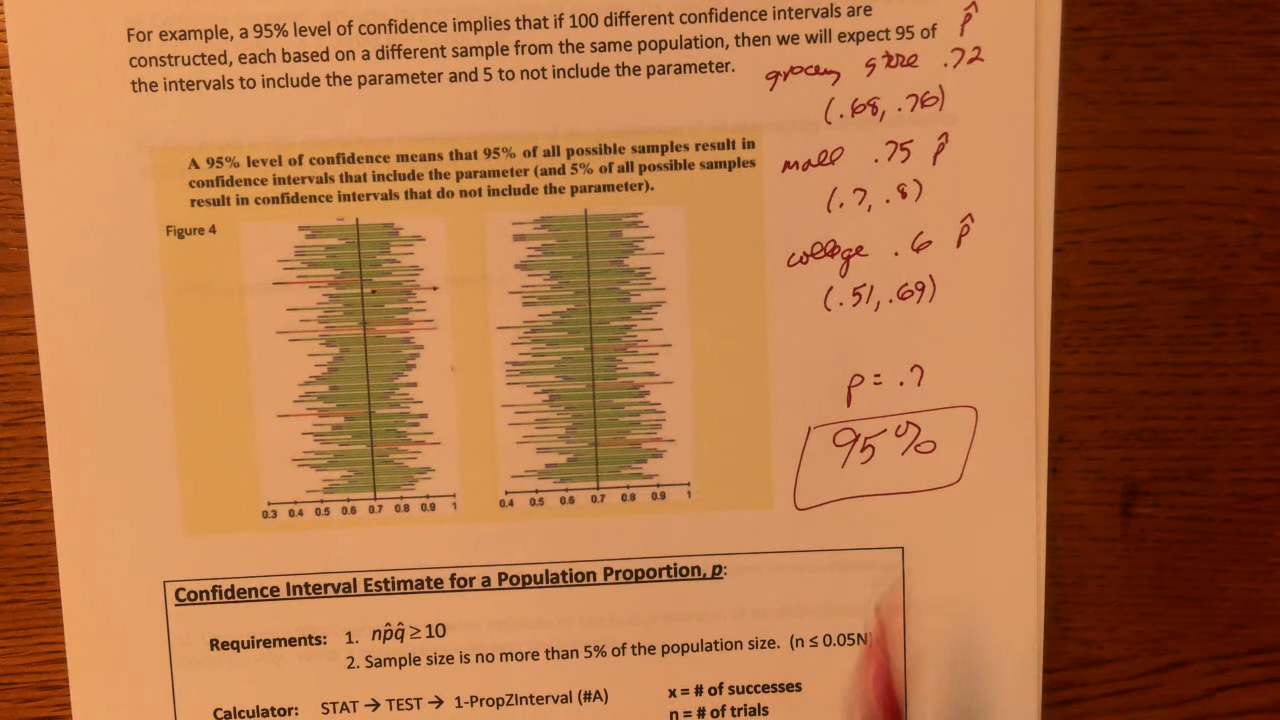 For example, a 95% level of confidence implies that if 100 different confidence intervals are
constructed, each based on a different sample from the same population, then we will expect 95 of
the intervals to include the parameter and 5 to not include the parameter.
p̂
grocery store .72
(.68, .76)
mall .75 p̂
(.7, .8)
college .6 p̂
(.51, .69)
p = .7
95%
A 95% level of confidence means that 95% of all possible samples result in
confidence intervals that include the parameter (and 5% of all possible samples
result in confidence intervals that do not include the parameter).
Figure 4
0.3 0.4 0.5 0.6 0.7 0.8 0.9 1
0.4 0.5 0.6 0.7 0.8 0.9 1
Confidence Interval Estimate for a Population Proportion, p:
Requirements: 1. np̂q̂ ≥ 10
2. Sample size is no more than 5% of the population size. (n ≤ 0.05N)
Calculator: STAT → TEST → 1-PropZInterval (#A)
x = # of successes
n = # of trials